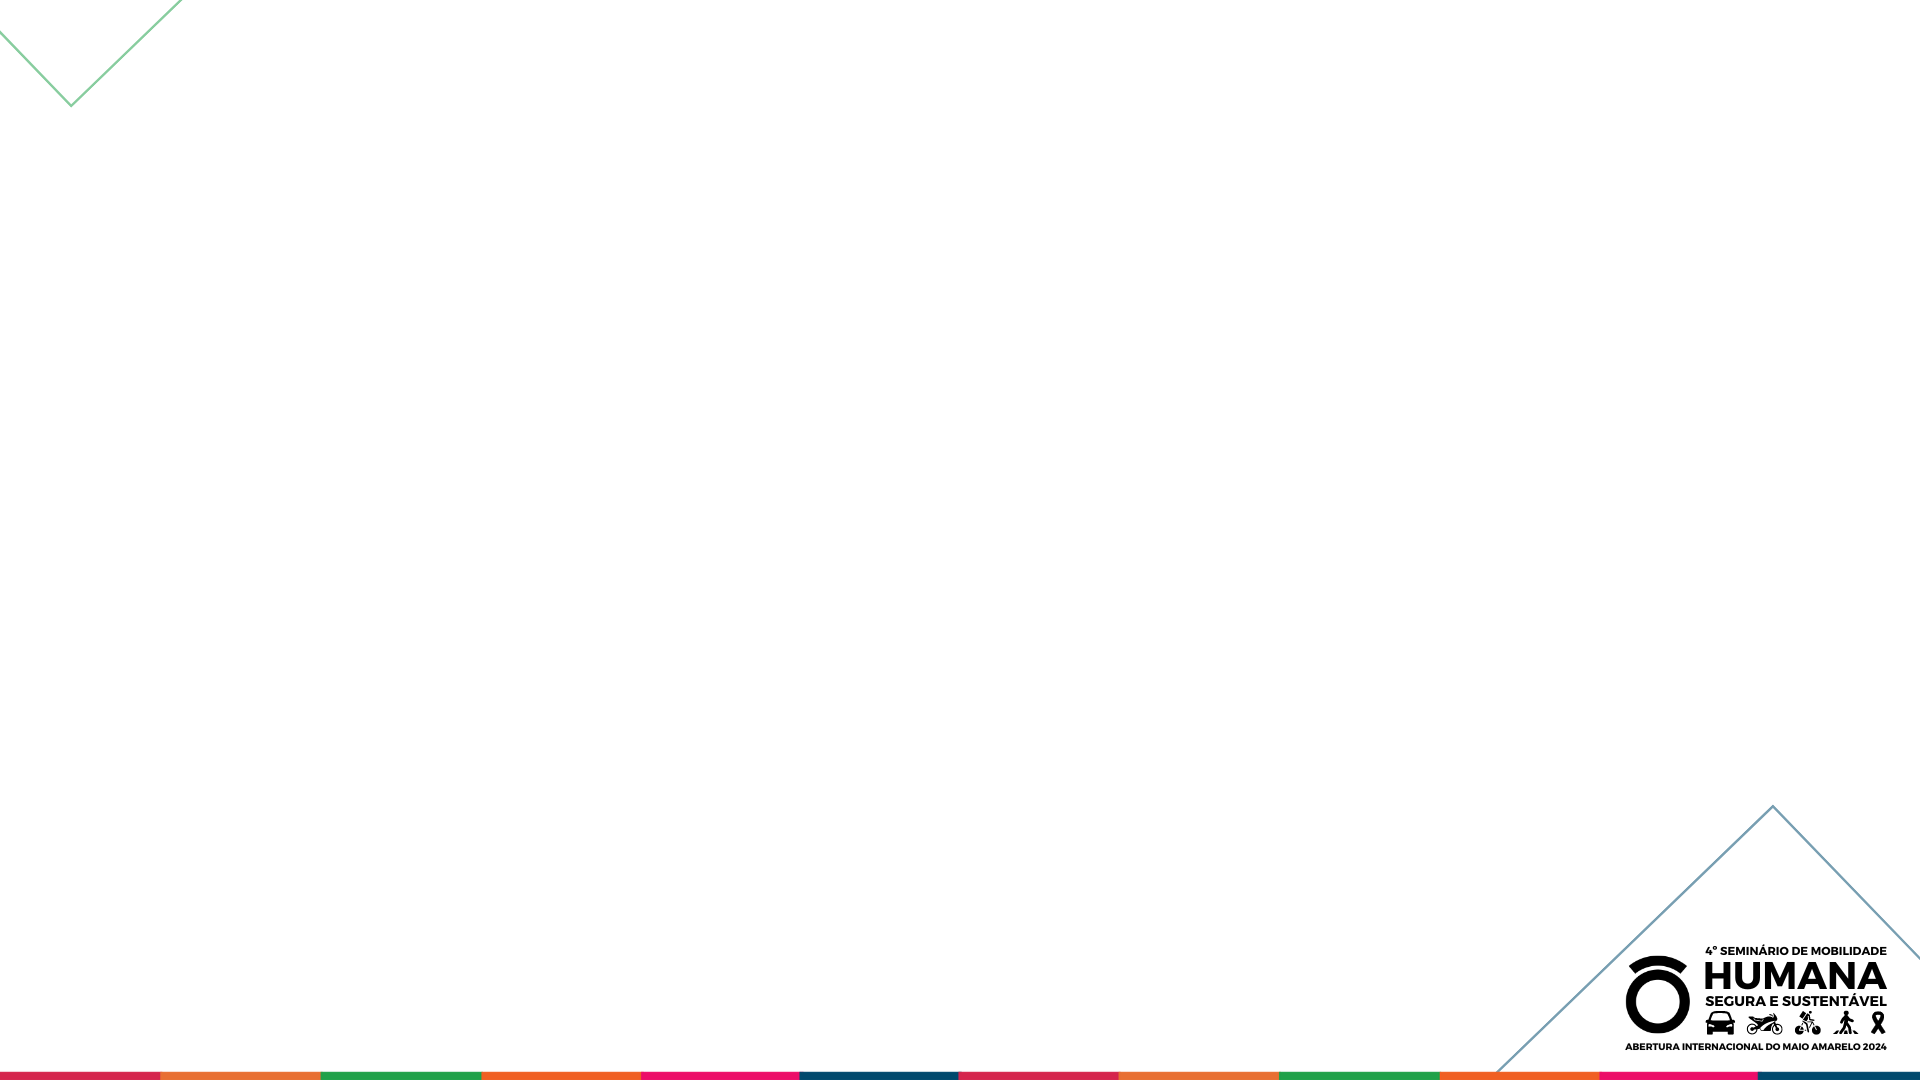 4º SEMINÁRIO DE MOBILIDADE
HUMANA
SEGURA E SUSTENTÁVEL
ABERTURA INTERNACIONAL DO MAIO AMARELO 2024